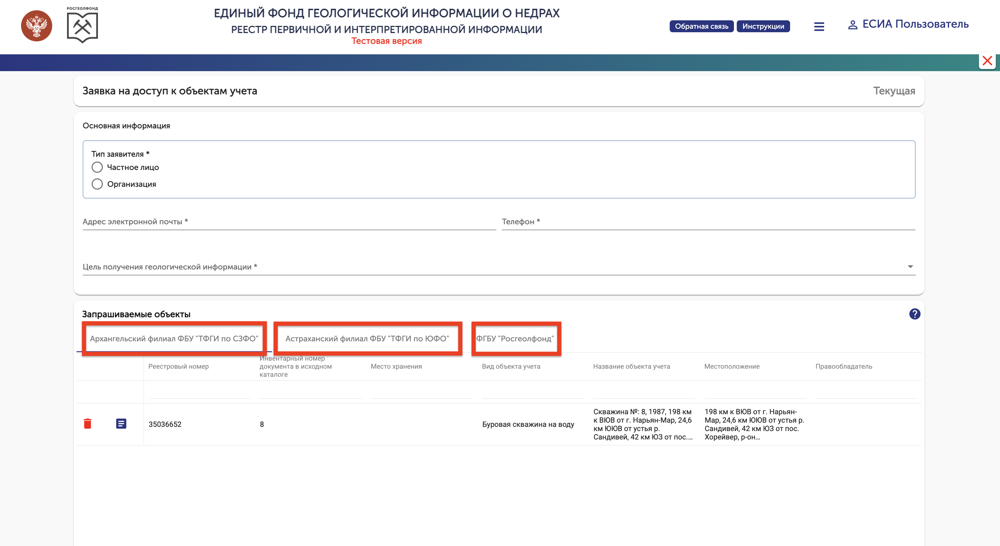 РОСГЕОЛФОНД
ЕДИНЫЙ ФОНД ГЕОЛОГИЧЕСКОЙ ИНФОРМАЦИИ О НЕДРАХ
РЕЕСТР ПЕРВИЧНОЙ И ИНТЕРПРЕТИРОВАННОЙ ИНФОРМАЦИИ
Тестовая версия
Обратная связь
Инструкции
ЕСИА Пользователь
Заявка на доступ к объектам учета
Текущая
Основная информация
Тип заявителя *
Частное лицо
Организация
Адрес электронной почты *
Телефон *
Цель получения геологической информации *
Запрашиваемые объекты
?
Архангельский филиал ФБУ "ТФГИ по СЗФО"
Астраханский филиал ФБУ "ТФГИ по ЮФО"
ФГБУ "Росгеолфонд"
Реестровый номер
Инвентарный номер
документа в исходном
каталоге
Место хранения
Вид объекта учета
Название объекта учета
Местоположение
Правообладатель
35036652
8
Буровая скважина на воду
Скважина №: 8, 1987, 198 км
к ВЮВ от г. Нарьян-Мар, 24,6
км ЮЮВ от устья р.
Сандивей, 42 км ЮЗ от пос....
198 км к ВЮВ от г. Нарьян-
Мар, 24,6 км ЮЮВ от устья р.
Сандивей, 42 км ЮЗ от пос.
Хорейвер, р-он...